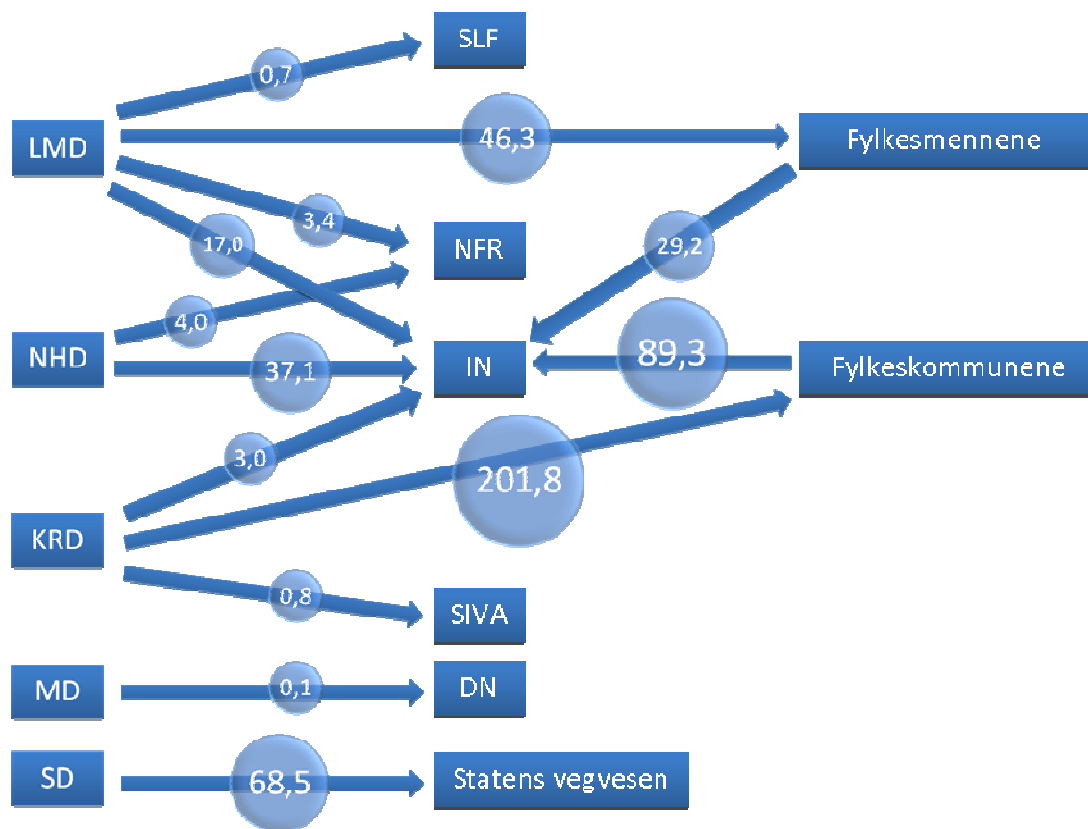 SLF
0,7
46,3
LMD
Fylkesmennene
3,4
17,0
NFR
29,2
4,0
NHD
37,1
IN
89,3
Fylkeskommunene
3,0
201,8
KRD
0,8
SIVA
MD
0,1
DN
SD
68,5
Statens vegvesen